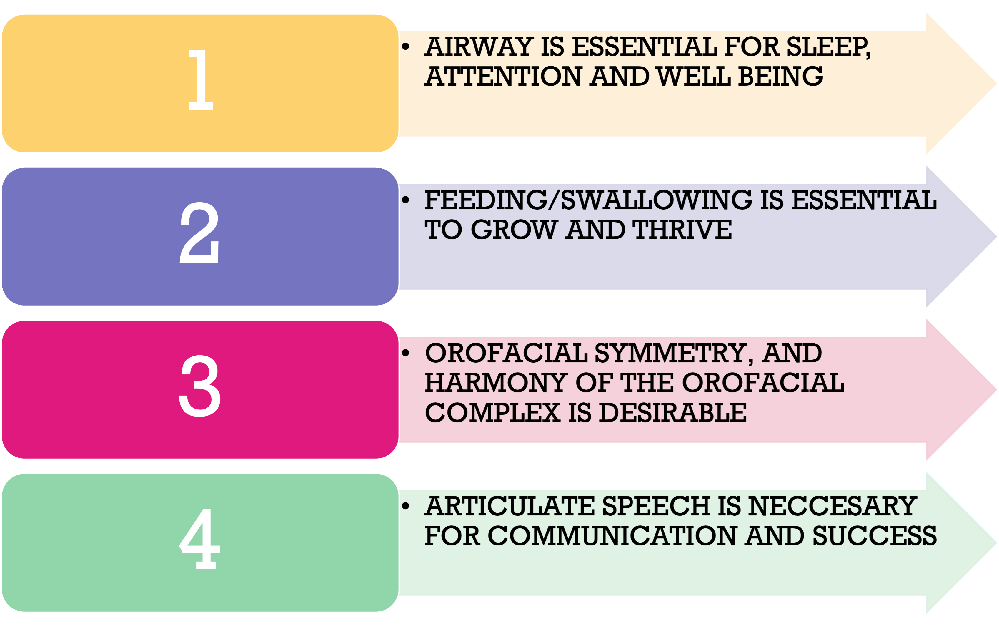 1
• AIRWAY IS ESSENTIAL FOR SLEEP,
ATTENTION AND WELL BEING
2
• FEEDING/SWALLOWING IS ESSENTIAL
TO GROW AND THRIVE
3
• OROFACIAL SYMMETRY, AND
HARMONY OF THE OROFACIAL
COMPLEX IS DESIRABLE
4
• ARTICULATE SPEECH IS NECCESARY
FOR COMMUNICATION AND SUCCESS